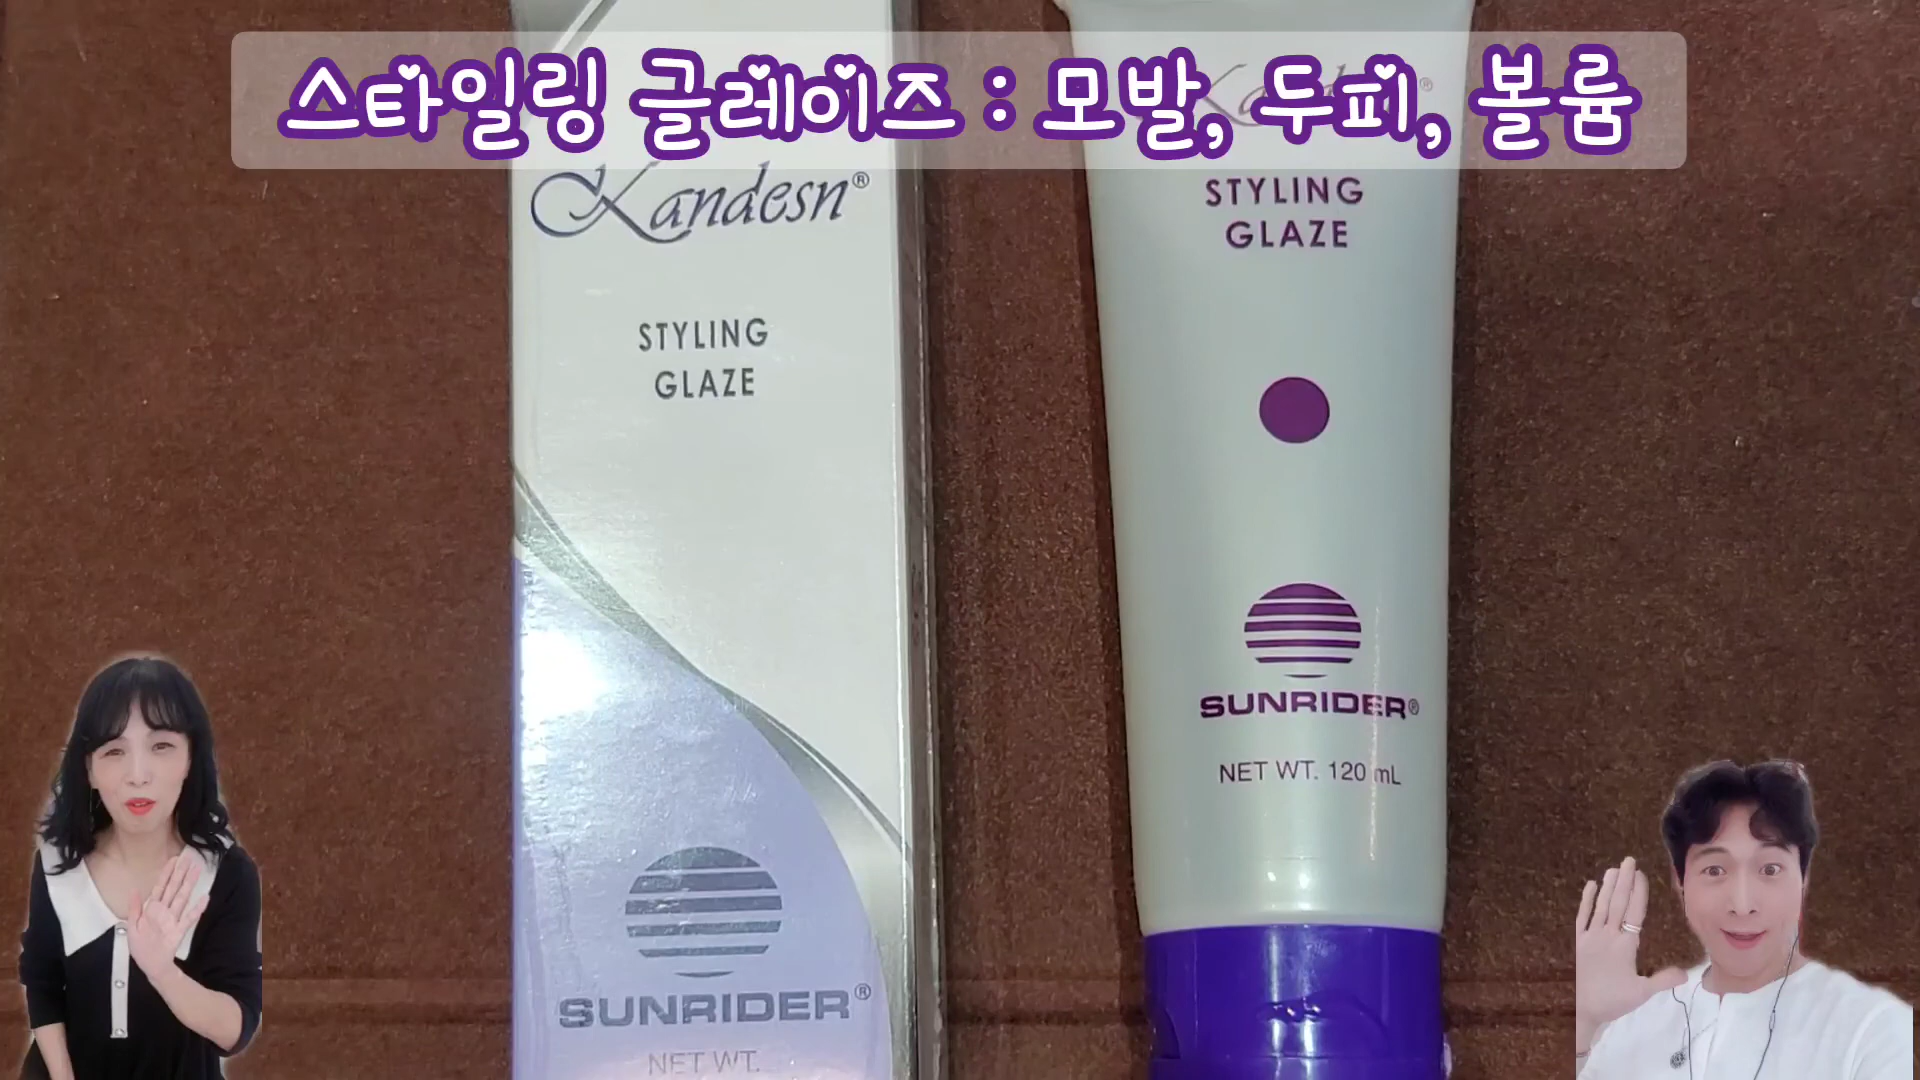 스타일링 글레이즈 : 모발, 두피, 볼륨
Kandesn®
STYLING
GLAZE
SUNRIDER®
NET WT.
STYLING
GLAZE
SUNRIDER®
NET WT. 120 mL